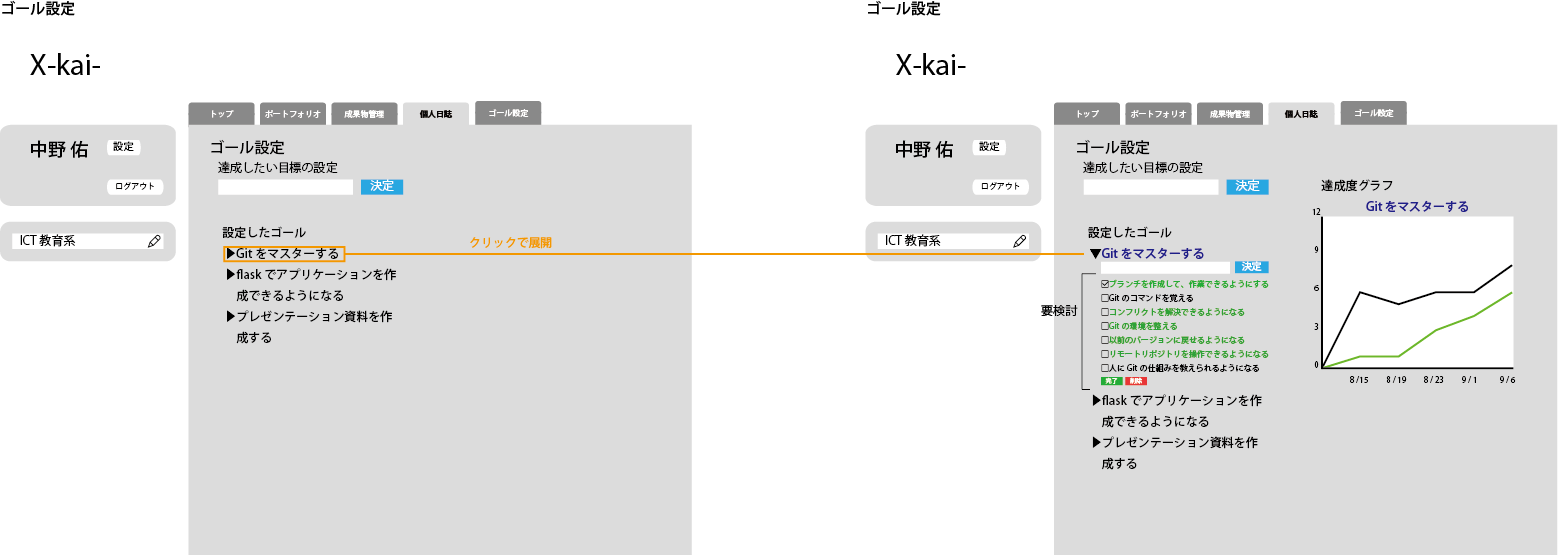 ゴール設定
X-kai-
トップ
ポートフォリオ
成果物管理
個人日誌
ゴール設定
中野 佑
設定
ログアウト
ICT 教育系
ゴール設定
達成したい目標の設定
決定
設定したゴール
▶Git をマスターする
▶flask でアプリケーションを作
成できるようになる
▶プレゼンテーション資料を作
成する
クリックで展開
ゴール設定
X-kai-
トップ
ポートフォリオ
成果物管理
個人日誌
ゴール設定
中野 佑
設定
ログアウト
ICT 教育系
ゴール設定
達成したい目標の設定
決定
設定したゴール
▼Git をマスターする
決定
要検討
☑ブランチを作成して、作業できるようにする
□Git のコマンドを覚える
□コンフリクトを解決できるようになる
□Git の環境を整える
□以前のバージョンに戻せるようになる
□リモートリポジトリを操作できるようになる
□人に Git の仕組みを教えられるようになる
完了
削除
▶flask でアプリケーションを作
成できるようになる
▶プレゼンテーション資料を作
成する
達成度グラフ
Git をマスターする
12
9
6
3
0
8/15
8/19
8/23
9/1
9/6